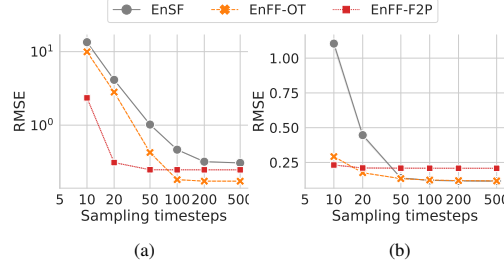 EnSF EnFF-OT EnFF-F2P
10¹ 10⁰
RMSE
5 10 20 50 100 200 500
Sampling timesteps
(a)
1.00 0.75 0.50 0.25
RMSE
5 10 20 50 100 200 500
Sampling timesteps
(b)